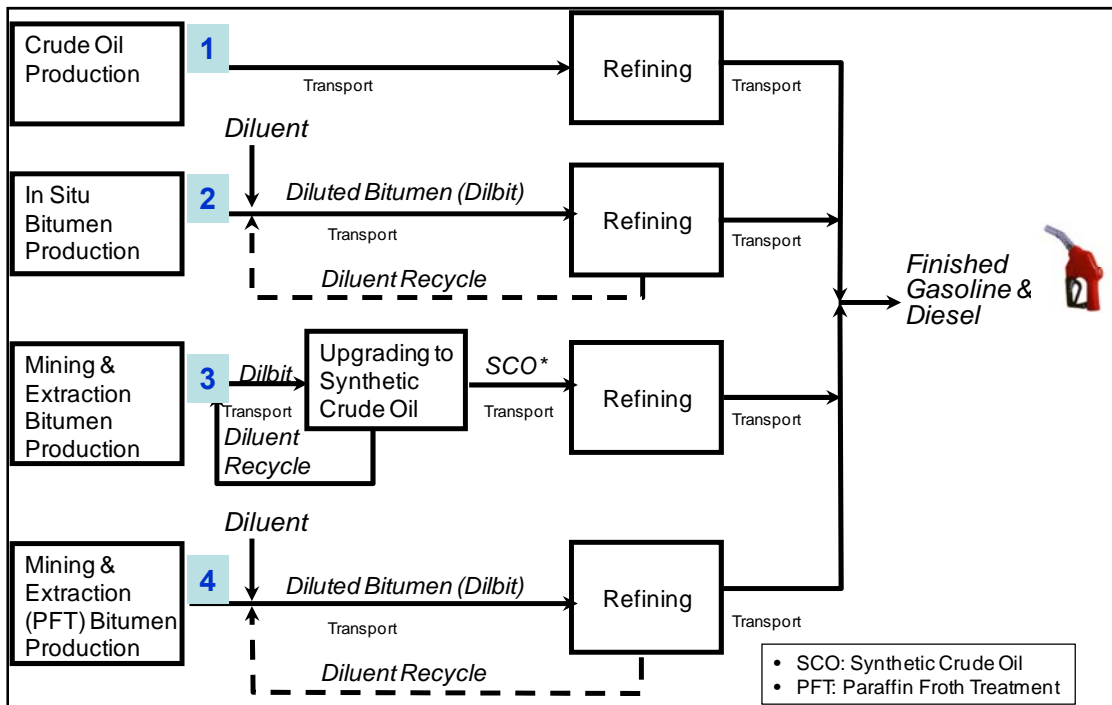 Crude Oil
Production
1
Transport
Refining
Transport
Diluent
In Situ
Bitumen
Production
2
Diluted Bitumen (Dilbit)
Transport
Diluent Recycle
Refining
Transport
Finished
Gasoline &
Diesel
Mining &
Extraction
Bitumen
Production
3
Dilbit
Transport
Diluent
Recycle
Upgrading to
Synthetic
Crude Oil
SCO*
Transport
Refining
Transport
Diluent
Mining &
Extraction
(PFT) Bitumen
Production
4
Diluted Bitumen (Dilbit)
Transport
Diluent Recycle
Refining
Transport
• SCO: Synthetic Crude Oil
• PFT: Paraffin Froth Treatment